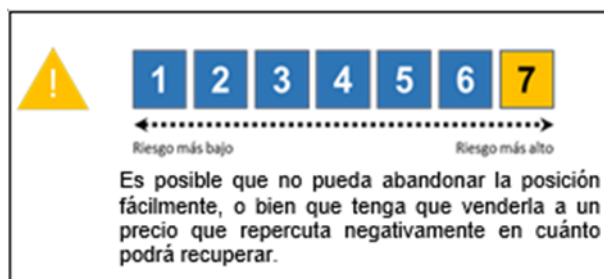 !
1 2 3 4 5 6 7
Riesgo más bajo Riesgo más alto
Es posible que no pueda abandonar la posición
fácilmente, o bien que tenga que venderla a un
precio que repercuta negativamente en cuánto
podrá recuperar.